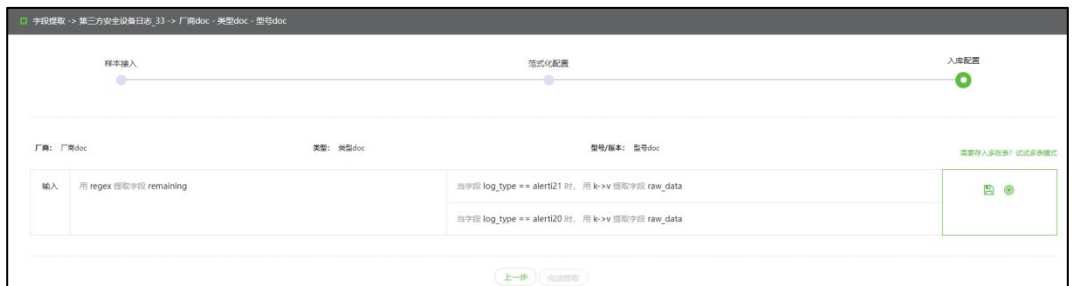 字段提取 -> 第三方安全设备日志_33 -> 厂商doc - 类型doc - 型号doc
样本接入 范式化配置 入库配置
厂商： 厂商doc 类型： 类型doc 型号/版本： 型号doc 需要存入多张表？试试多表模式
输入 用 regex 提取字段 remaining 当字段 log_type == alerti21 时， 用 k->v 提取字段 raw_data
当字段 log_type == alerti20 时， 用 k->v 提取字段 raw_data
上一步 完成提取